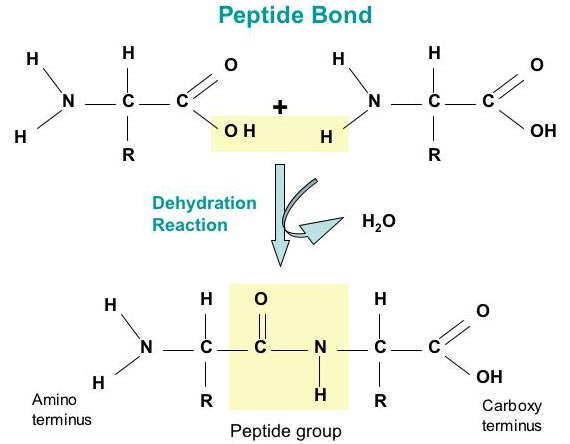 Peptide Bond
H H O H H O
N C C + N C C
H R O H H R OH
Dehydration
Reaction
H₂O
H H O H O
N C C N C C
H R H R OH
Amino
terminus
Peptide group
Carboxy
terminus